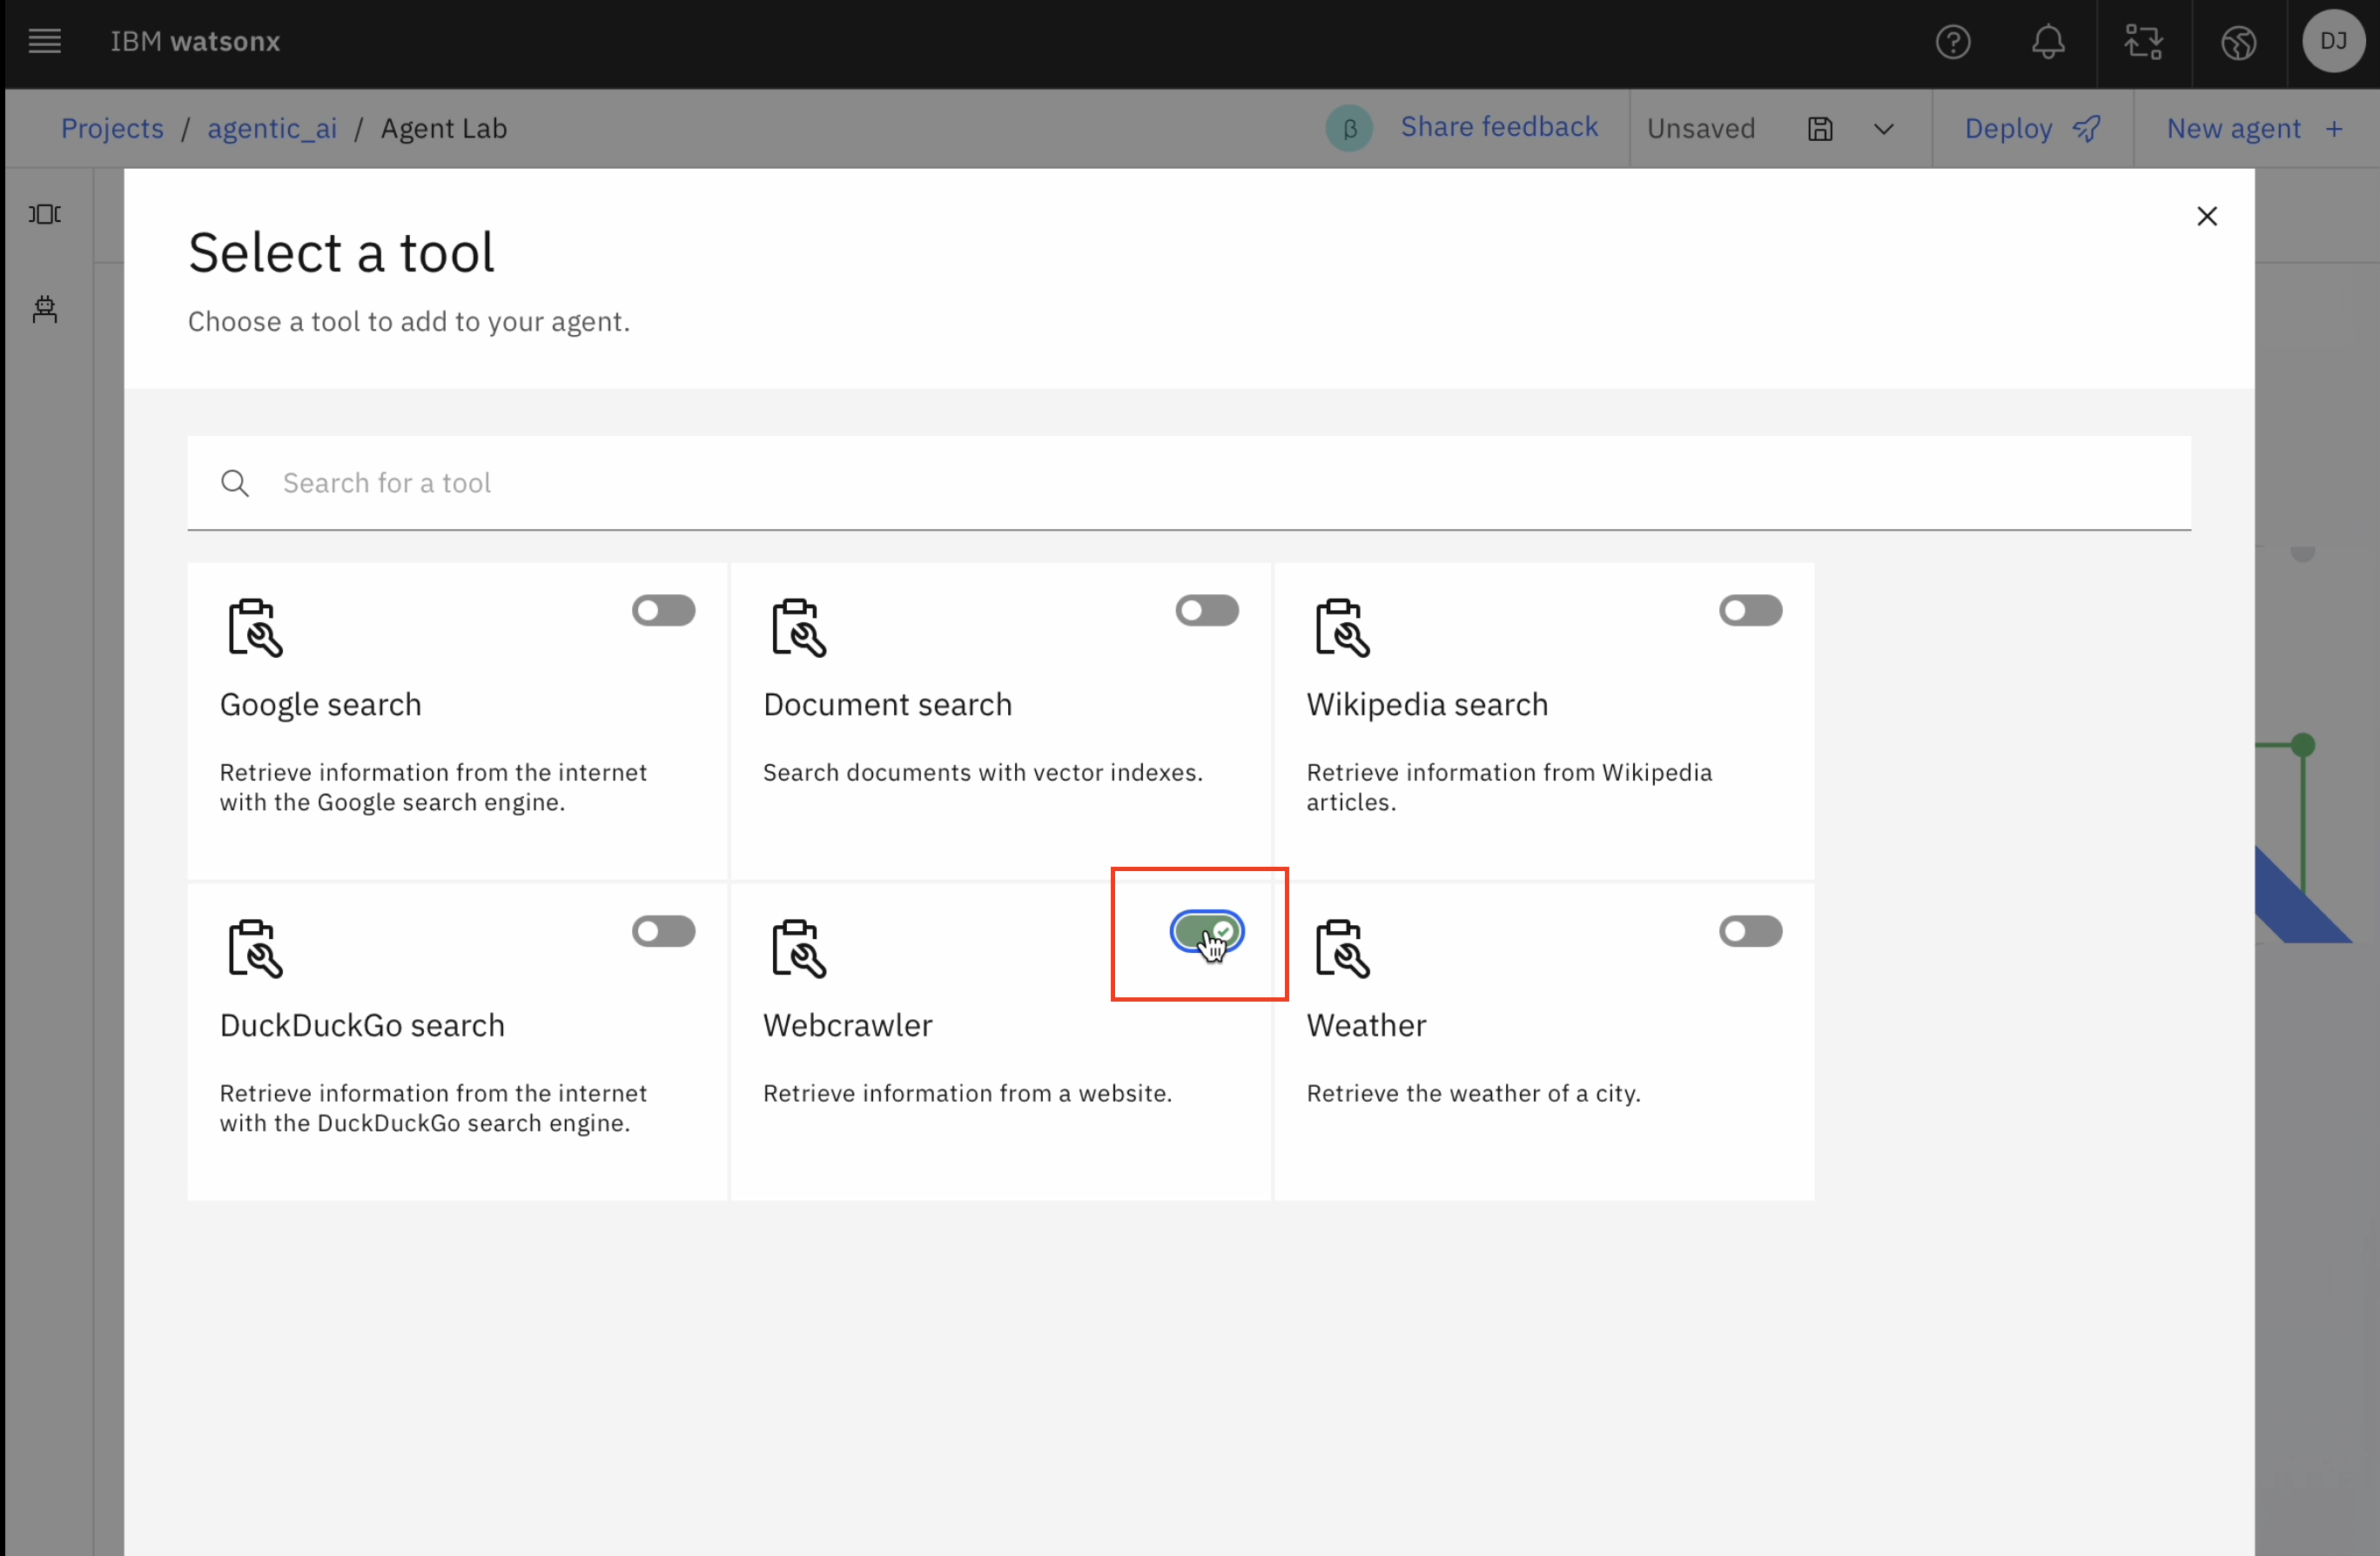 IBM watsonx
DJ
Projects / agentic_ai / Agent Lab
β Share feedback
Unsaved
Deploy
New agent +
Select a tool
Choose a tool to add to your agent.
Search for a tool
Google search
Retrieve information from the internet
with the Google search engine.
Document search
Search documents with vector indexes.
Wikipedia search
Retrieve information from Wikipedia
articles.
DuckDuckGo search
Retrieve information from the internet
with the DuckDuckGo search engine.
Webcrawler
Retrieve information from a website.
Weather
Retrieve the weather of a city.